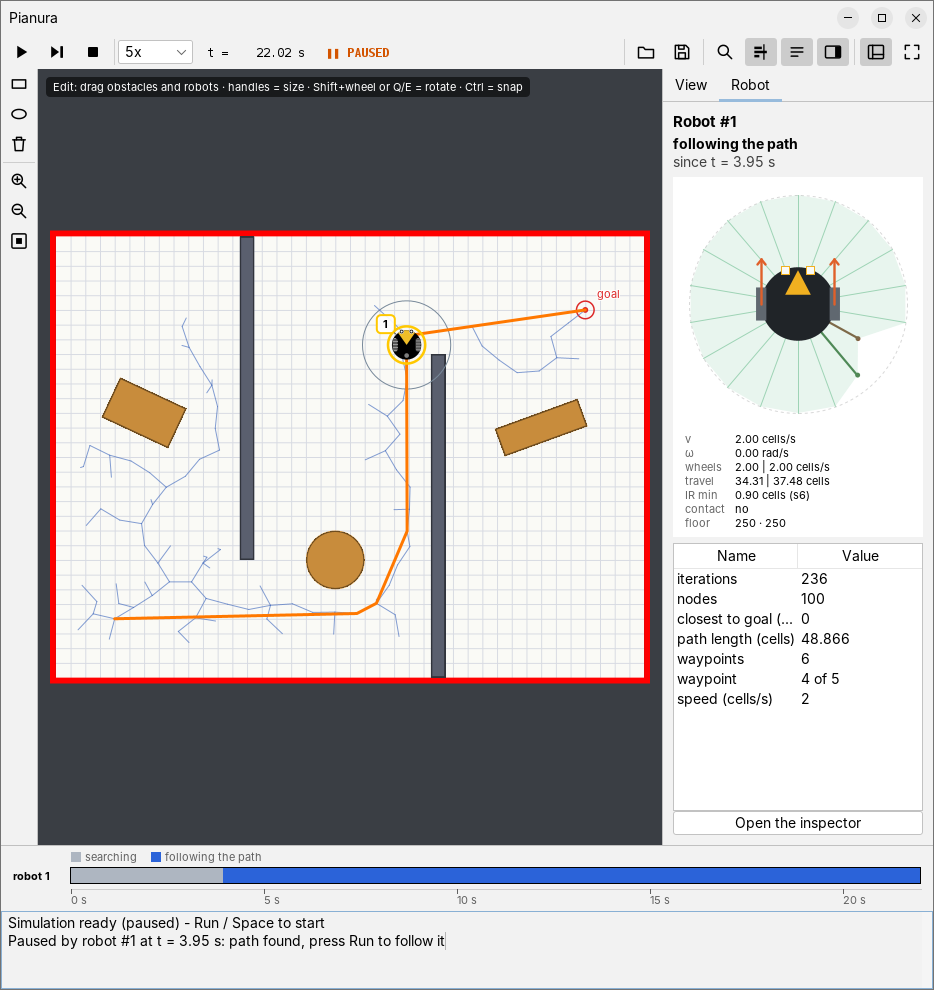 Pianura
5x
t = 22.02 s
PAUSED
Edit: drag obstacles and robots · handles = size · Shift+wheel or Q/E = rotate · Ctrl = snap
goal
1
View Robot
Robot #1
following the path
since t = 3.95 s
v 2.00 cells/s
ω 0.00 rad/s
wheels 2.00 | 2.00 cells/s
travel 34.31 | 37.48 cells
IR min 0.90 cells (s6)
contact no
floor 250 · 250
Name Value
iterations 236
nodes 100
closest to goal (... 0
path length (cells) 48.866
waypoints 6
waypoint 4 of 5
speed (cells/s) 2
Open the inspector
searching following the path
robot 1
0 s 5 s 10 s 15 s 20 s
Simulation ready (paused) - Run / Space to start
Paused by robot #1 at t = 3.95 s: path found, press Run to follow it